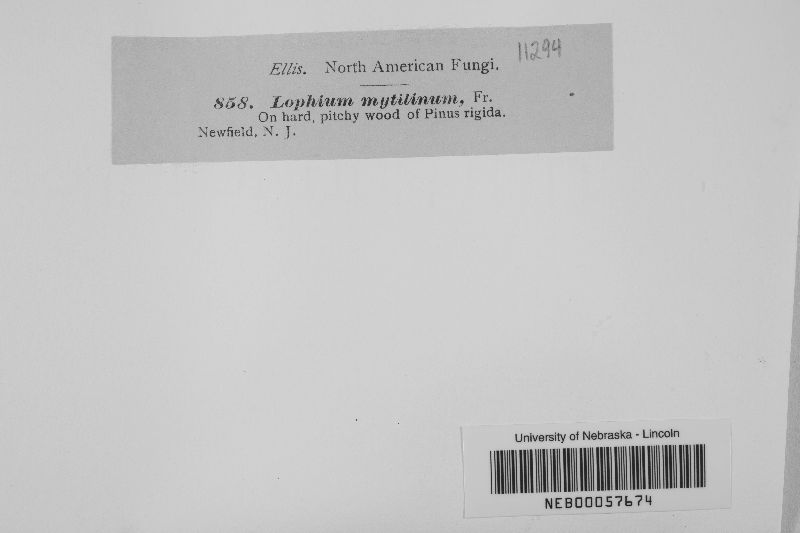 Ellis. North American Fungi. 11294
858. Lophium mytilinum, Fr.
On hard, pitchy wood of Pinus rigida.
Newfield, N. J.
University of Nebraska - Lincoln
NEB00057674